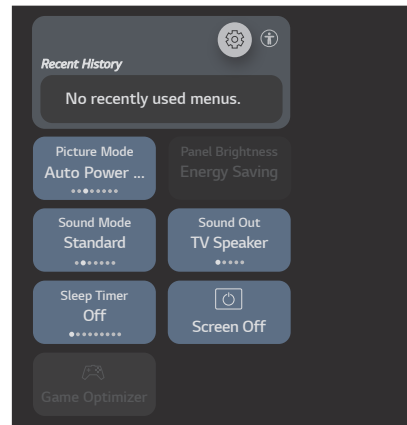 Recent History
No recently used menus.
Picture Mode
Auto Power ...
Panel Brightness
Energy Saving
Sound Mode
Standard
Sound Out
TV Speaker
Sleep Timer
Off
Screen Off
Game Optimizer